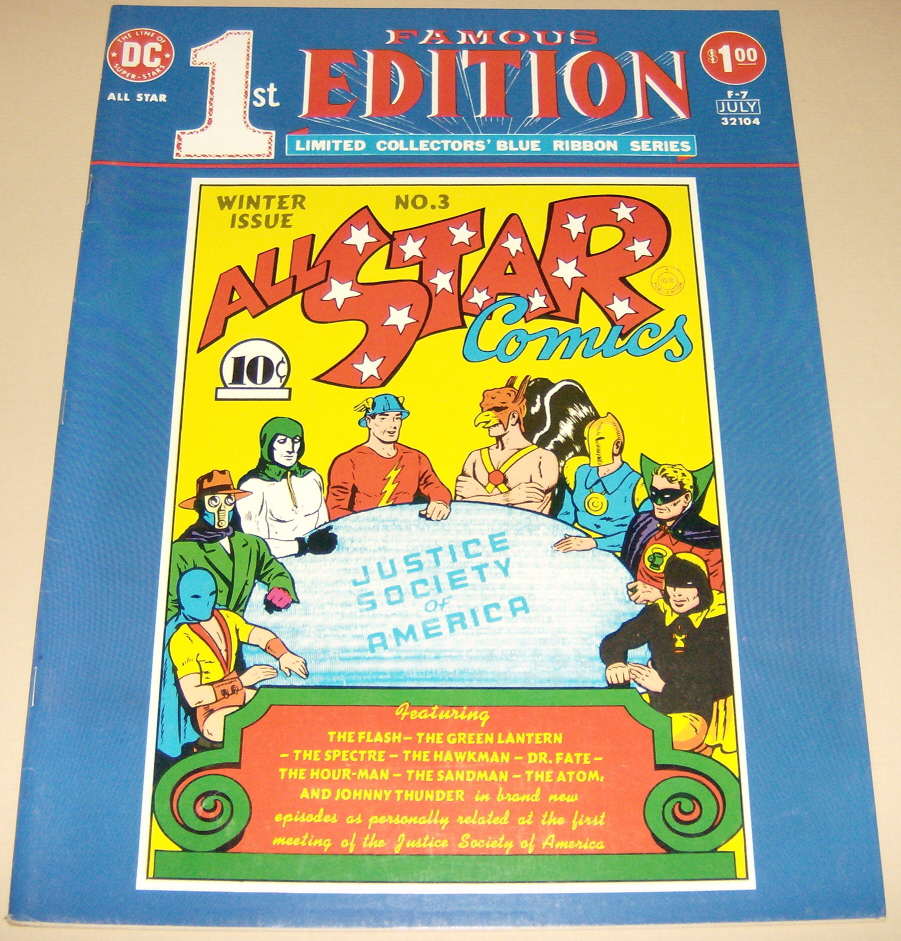 THE LINE OF
DC
SUPER-STARS
ALL STAR
1st
FAMOUS
EDITION
LIMITED COLLECTORS' BLUE RIBBON SERIES
$1.00
F-7
JULY
32104
WINTER
ISSUE
NO.3
ALL STAR
Comics
10¢
JUSTICE
SOCIETY
OF
AMERICA
Featuring
THE FLASH – THE GREEN LANTERN
– THE SPECTRE – THE HAWKMAN – DR. FATE –
THE HOUR-MAN – THE SANDMAN – THE ATOM,
AND JOHNNY THUNDER in brand new
episodes as personally related at the first
meeting of the Justice Society of America